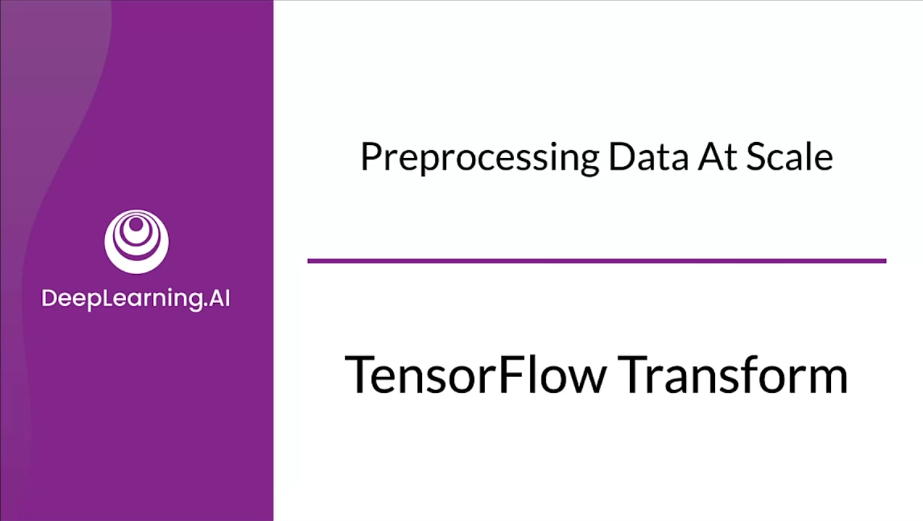 Preprocessing Data At Scale
DeepLearning.AI
TensorFlow Transform